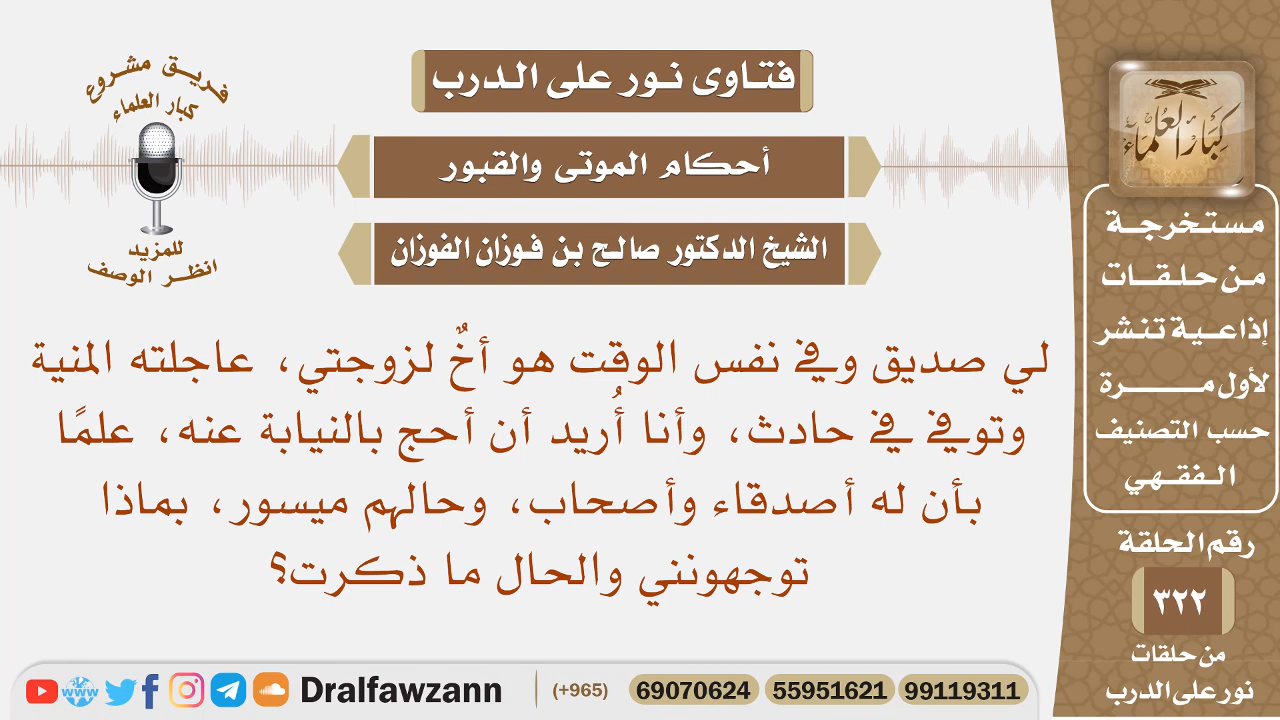 فتاوى نور على الدرب
أحكام الموتى والقبور
الشيخ الدكتور صالح بن فوزان الفوزان
فريق مشروع
كبار العلماء
للمزيد
انظر الوصف
لي صديق وفي نفس الوقت هو أخٌ لزوجتي، عاجلته المنية
وتوفي في حادث، وأنا أُريد أن أحج بالنيابة عنه، علمًا
بأن له أصدقاء وأصحاب، وحالهم ميسور، بماذا
توجهونني والحال ما ذكرت؟
كبار العلماء
مستخرجة
من حلقات
إذاعية تنشر
لأول مرة
حسب التصنيف
الفقهي
رقم الحلقة
٣٢٢
من حلقات
نور على الدرب
www
Dralfawzann
(+965) 69070624 55951621 99119311